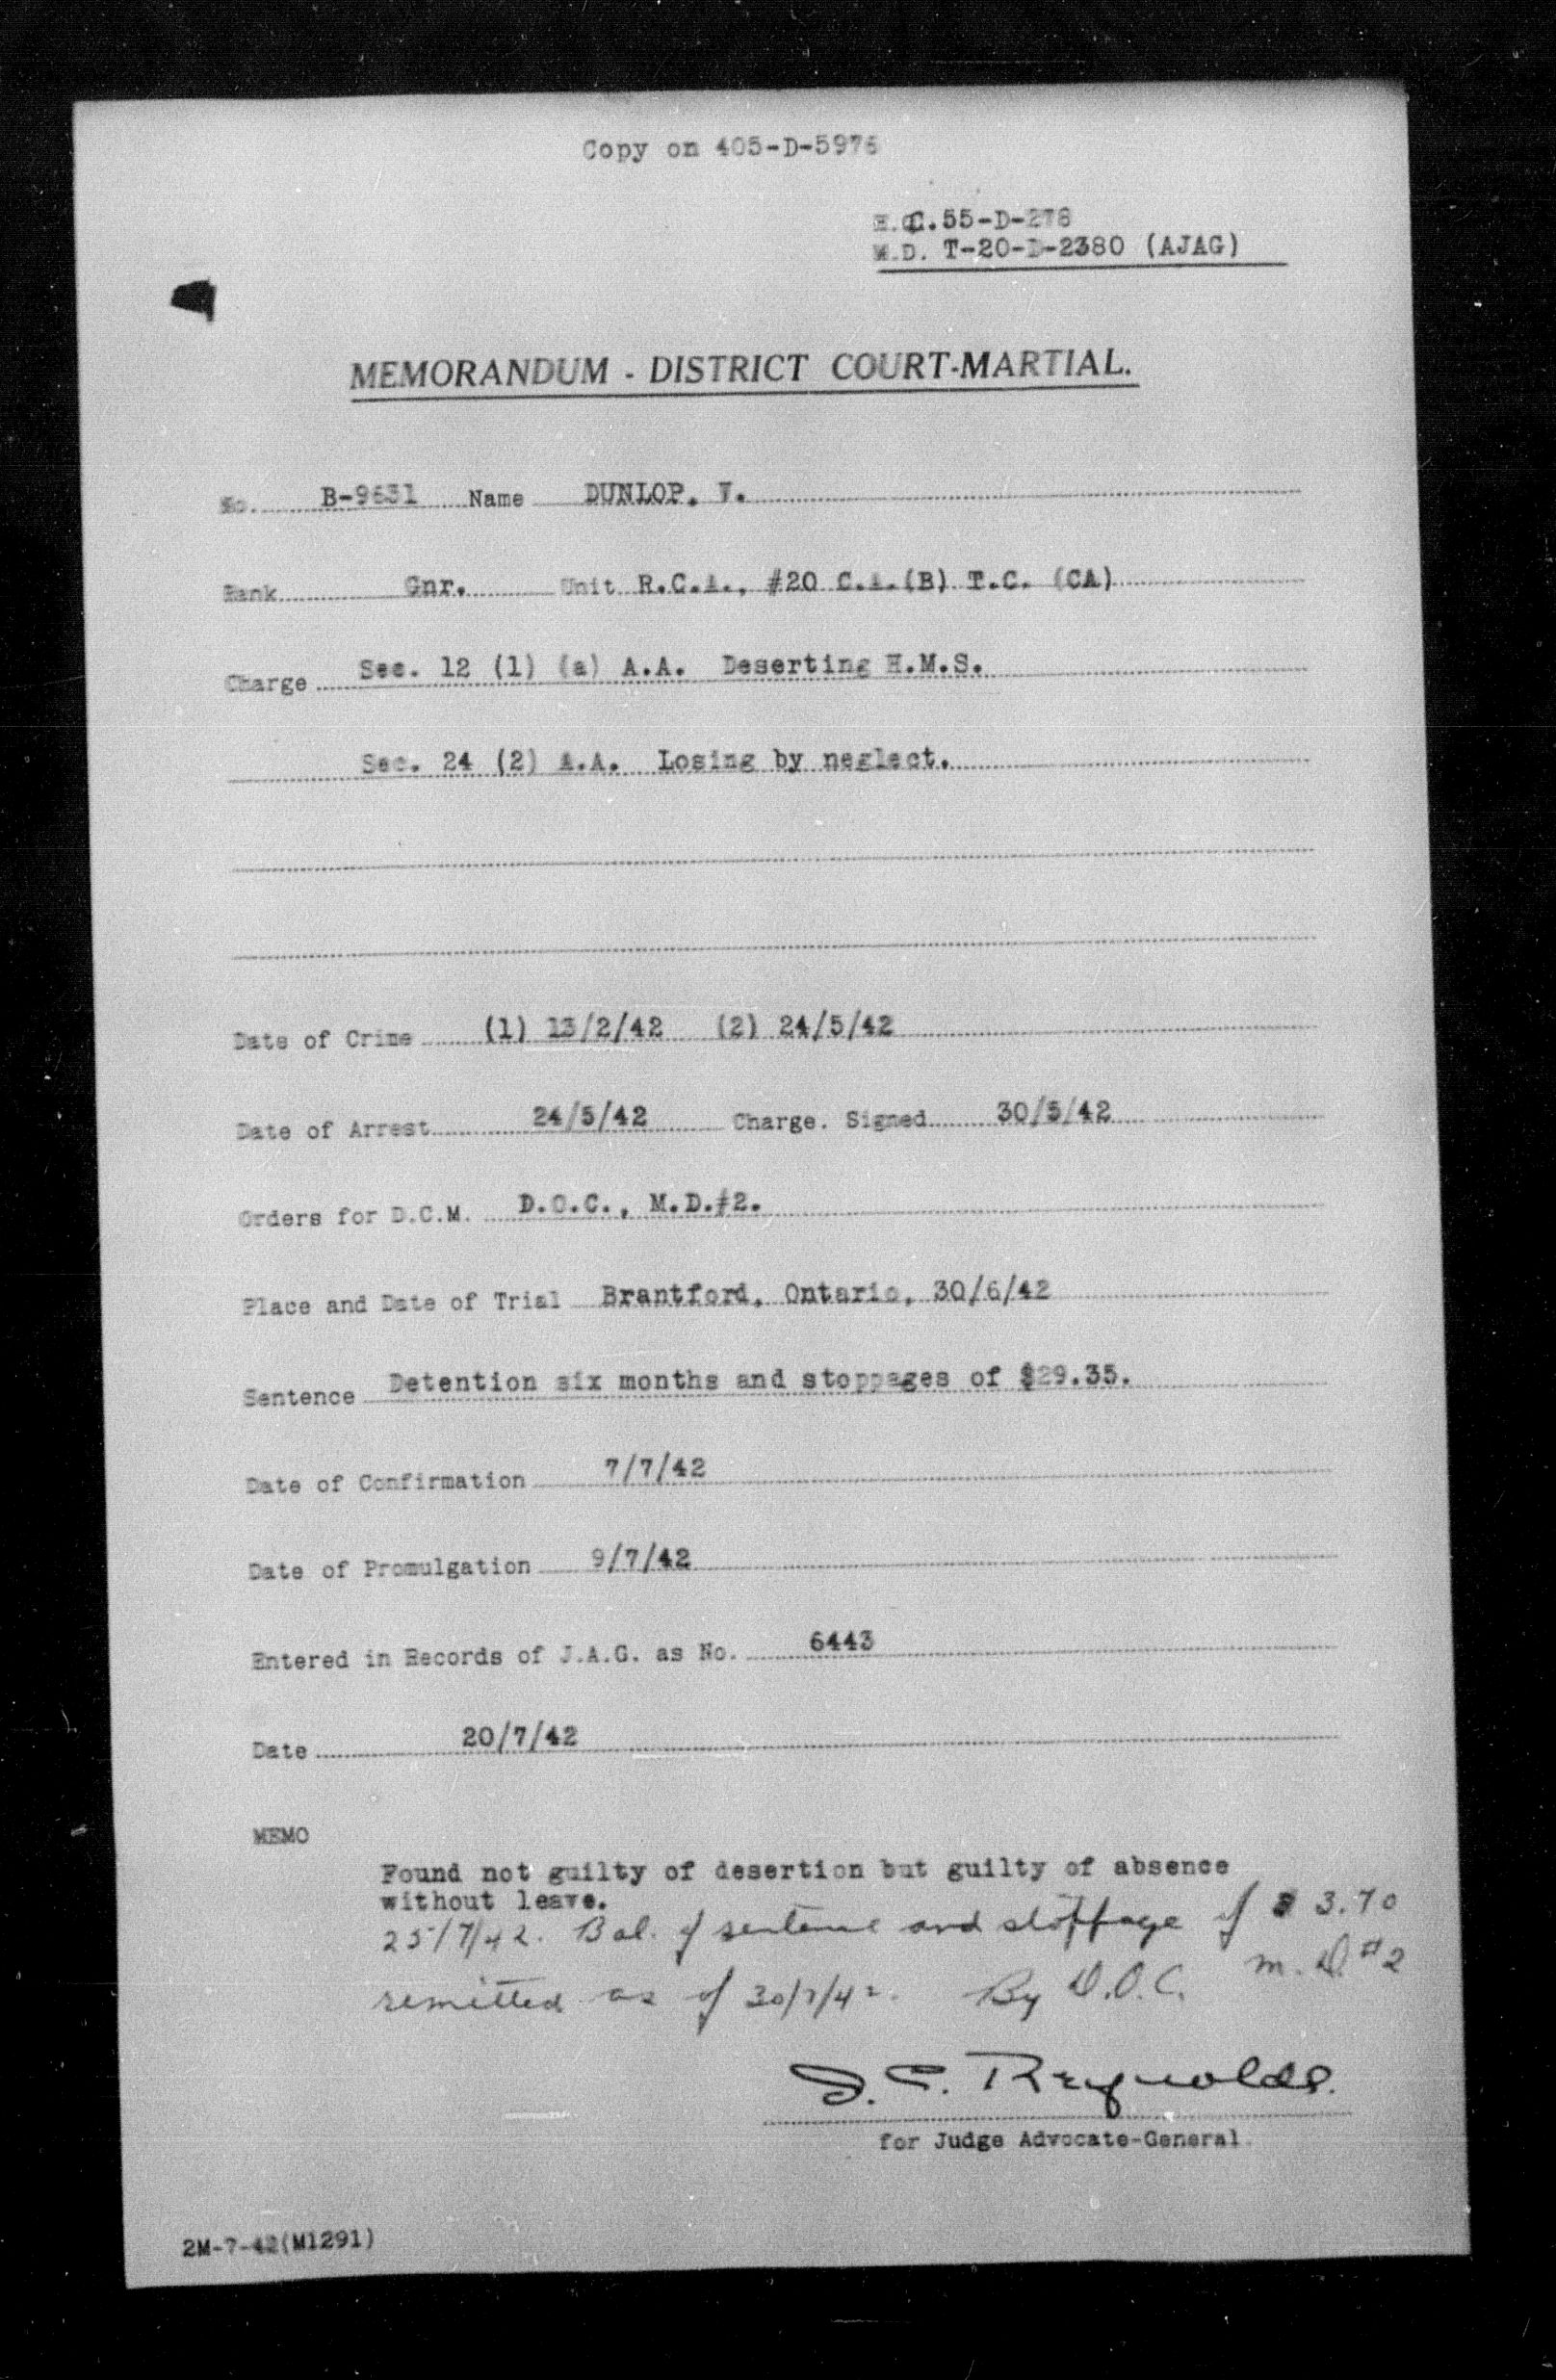 Copy on 405-D-5976
H.Q.C.55-D-278
M.D. T-20-D-2380 (AJAG)
MEMORANDUM - DISTRICT COURT-MARTIAL.
No. B-9631 Name DUNLOP, V.
Rank Gnr. Unit R.C.A., #20 C.A.(B) T.C. (CA)
Charge Sec. 12 (1) (a) A.A. Deserting H.M.S.
Sec. 24 (2) A.A. Losing by neglect.
Date of Crime (1) 13/2/42 (2) 24/5/42
Date of Arrest 24/5/42 Charge. Signed 30/5/42
Orders for D.C.M. D.O.C., M.D.#2.
Place and Date of Trial Brantford, Ontario, 30/6/42
Sentence Detention six months and stoppages of $29.35.
Date of Confirmation 7/7/42
Date of Promulgation 9/7/42
Entered in Records of J.A.G. as No. 6443
Date 20/7/42
MEMO
Found not guilty of desertion but guilty of absence
without leave.
25/7/42. Bal. of sentence and stoppage of $ 3.70
remitted as of 30/7/42. By D.O.C. M.D.#2
J.C. Reynolds.
for Judge Advocate-General.
2M-7-42(M1291)